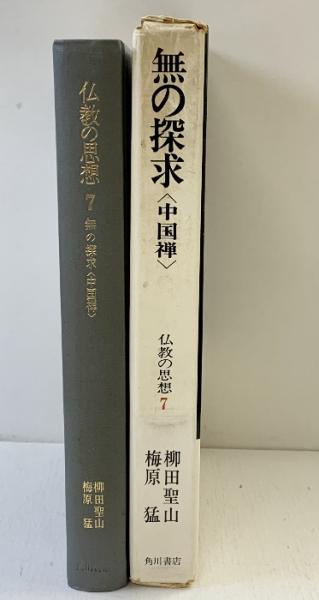 仏教の思想 7 無の探求〈中国禅〉
柳田聖山
梅原 猛
無の探求〈中国禅〉
仏教の思想 7
柳田聖山
梅原 猛
角川書店